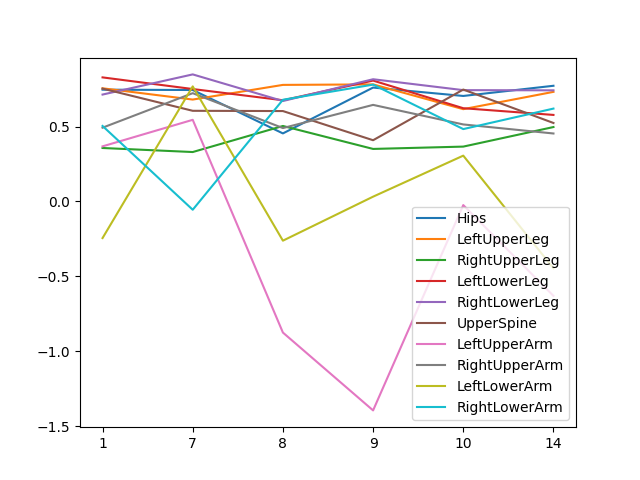 0.5
0.0
−0.5
−1.0
−1.5
1 7 8 9 10 14
Hips
LeftUpperLeg
RightUpperLeg
LeftLowerLeg
RightLowerLeg
UpperSpine
LeftUpperArm
RightUpperArm
LeftLowerArm
RightLowerArm